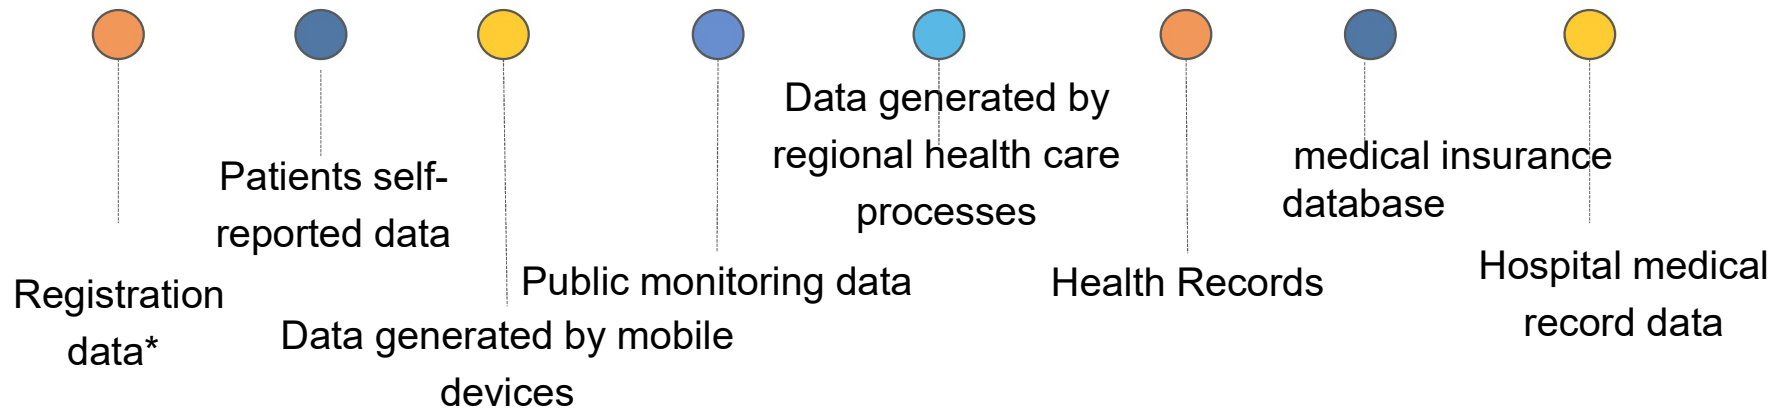 Registration
data*
Patients self-
reported data
Data generated by mobile
devices
Public monitoring data
Data generated by
regional health care
processes
Health Records
medical insurance
database
Hospital medical
record data